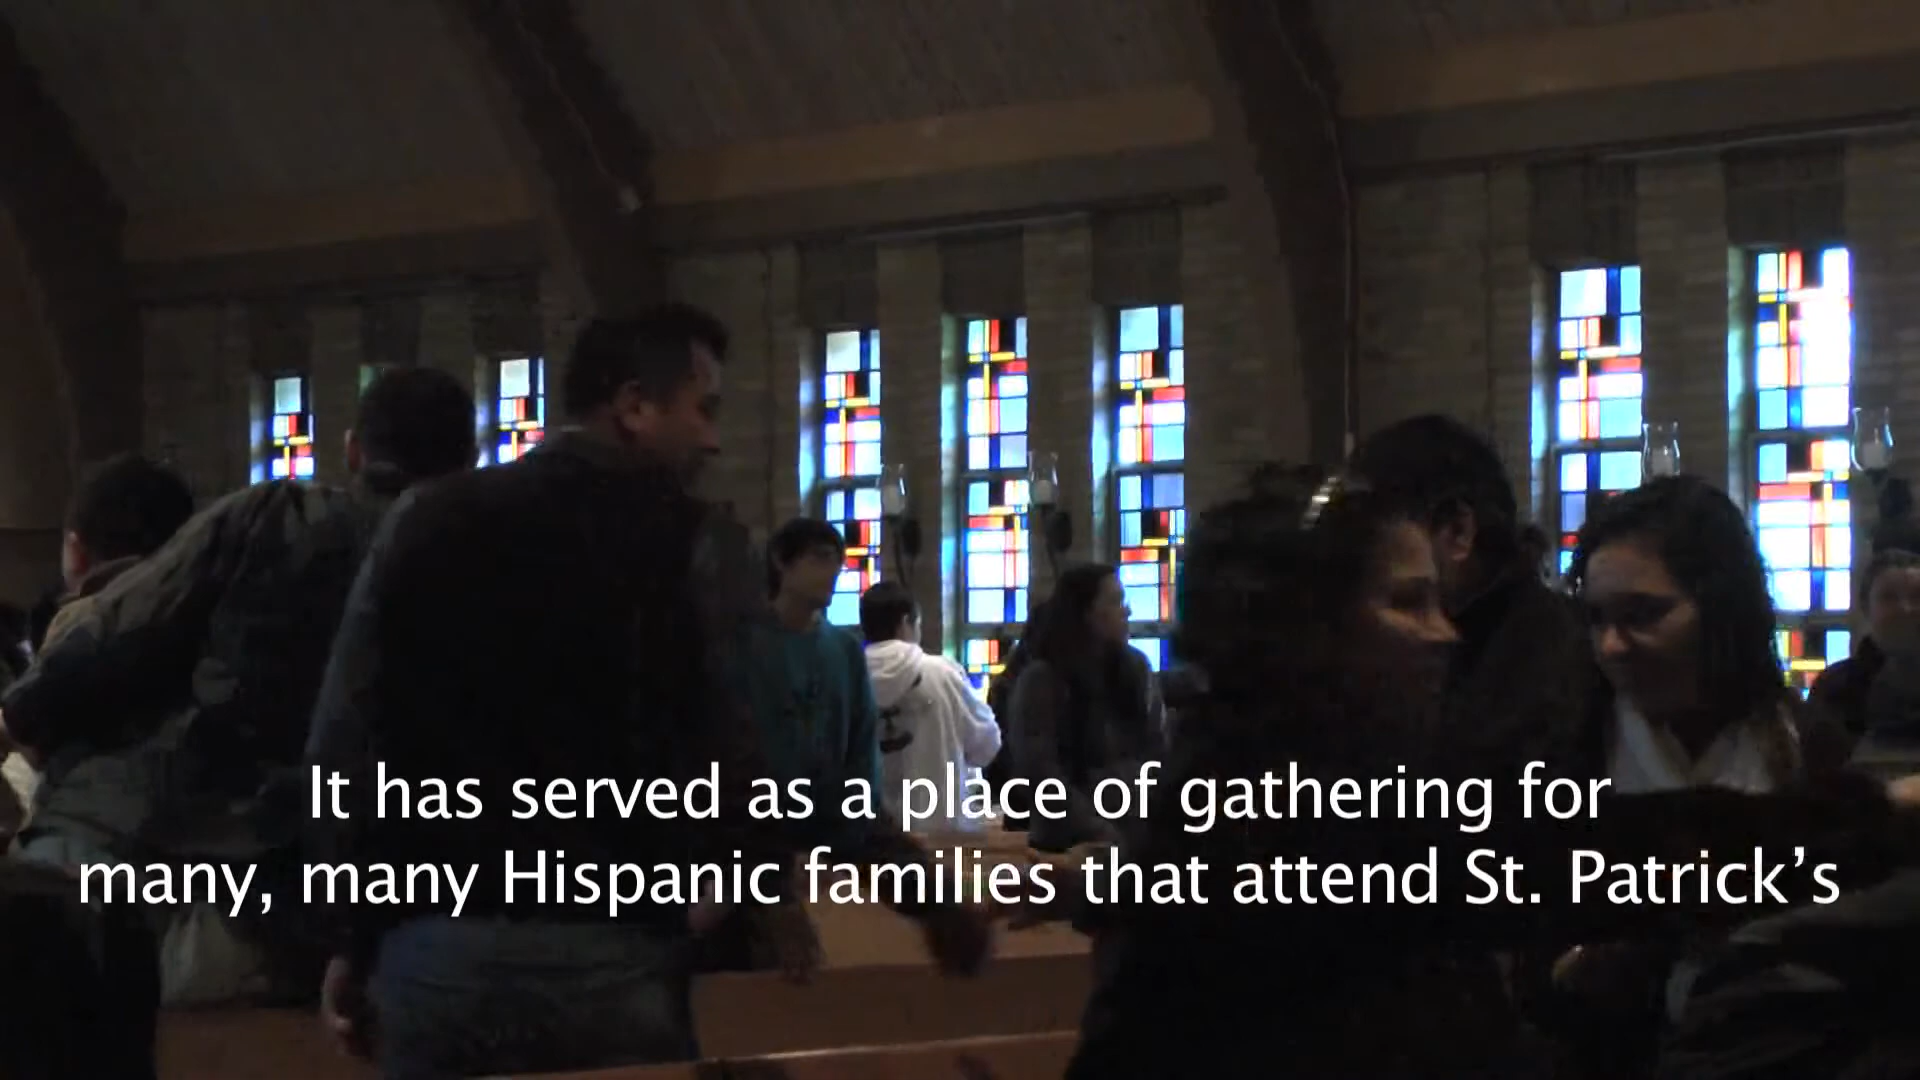 It has served as a place of gathering for
many, many Hispanic families that attend St. Patrick’s